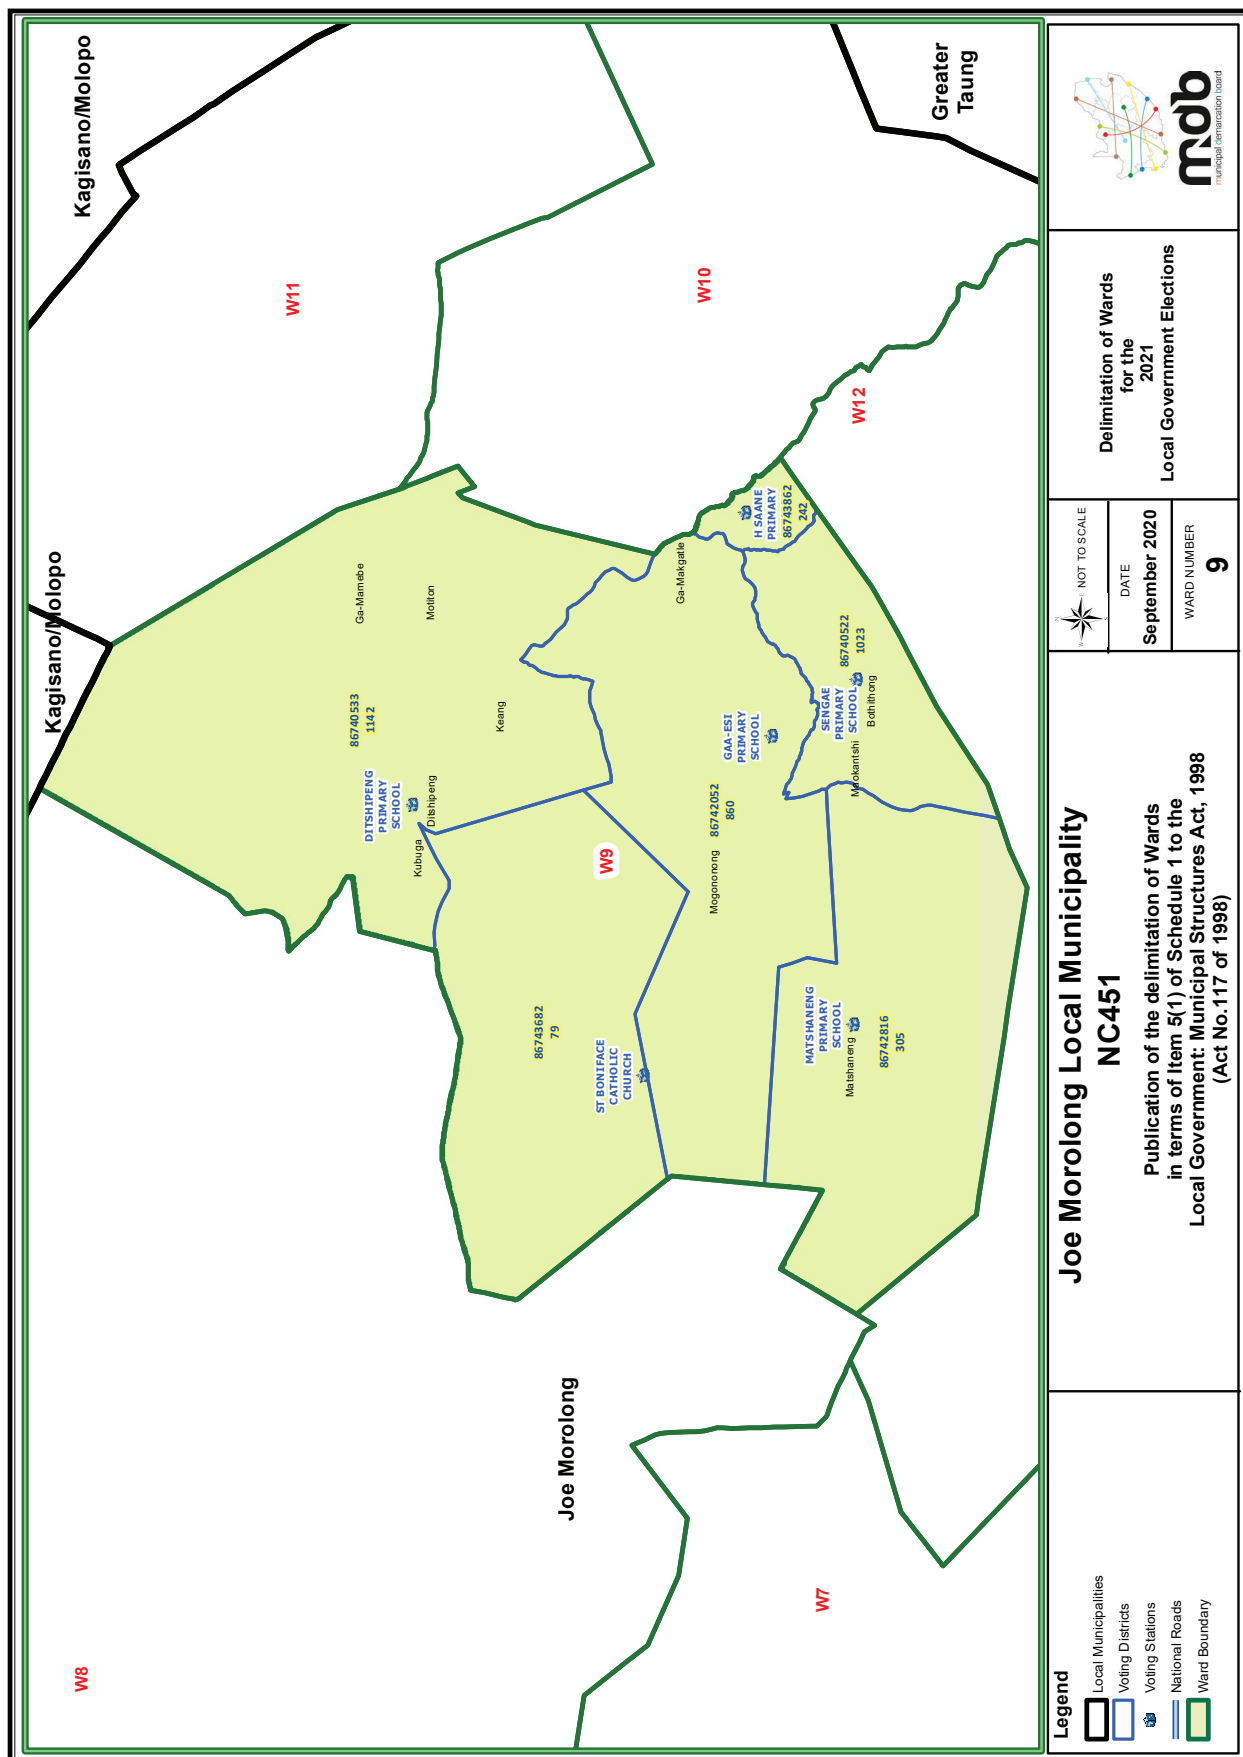 Kagisano/Molopo
Kagisano/Molopo
Greater
Taung
W8
W11
W10
W12
W9
W7
Joe Morolong
Ga-Mamebe
Motiton
86740533
1142
Keang
DITSHIPENG
PRIMARY
SCHOOL
Ditshipeng
Kubuga
86743682
79
ST BONIFACE
CATHOLIC
CHURCH
Ga-Makgatle
H SAANE
PRIMARY
86743862
242
GAA-ESI
PRIMARY
SCHOOL
86742052
860
Mogononong
86740522
1023
SENGAE
PRIMARY
SCHOOL
Bothithong
MATSHANENG
PRIMARY
SCHOOL
Matshaneng
86742816
305
Legend
Local Municipalities
Voting Districts
Voting Stations
National Roads
Ward Boundary
Joe Morolong Local Municipality
NC451
Publication of the delimitation of Wards
in terms of Item 5(1) of Schedule 1 to the
Local Government: Municipal Structures Act, 1998
(Act No.117 of 1998)
N
W
NOT TO SCALE
DATE
September 2020
WARD NUMBER
9
Delimitation of Wards
for the
2021
Local Government Elections
mdb
municipal demarcation board